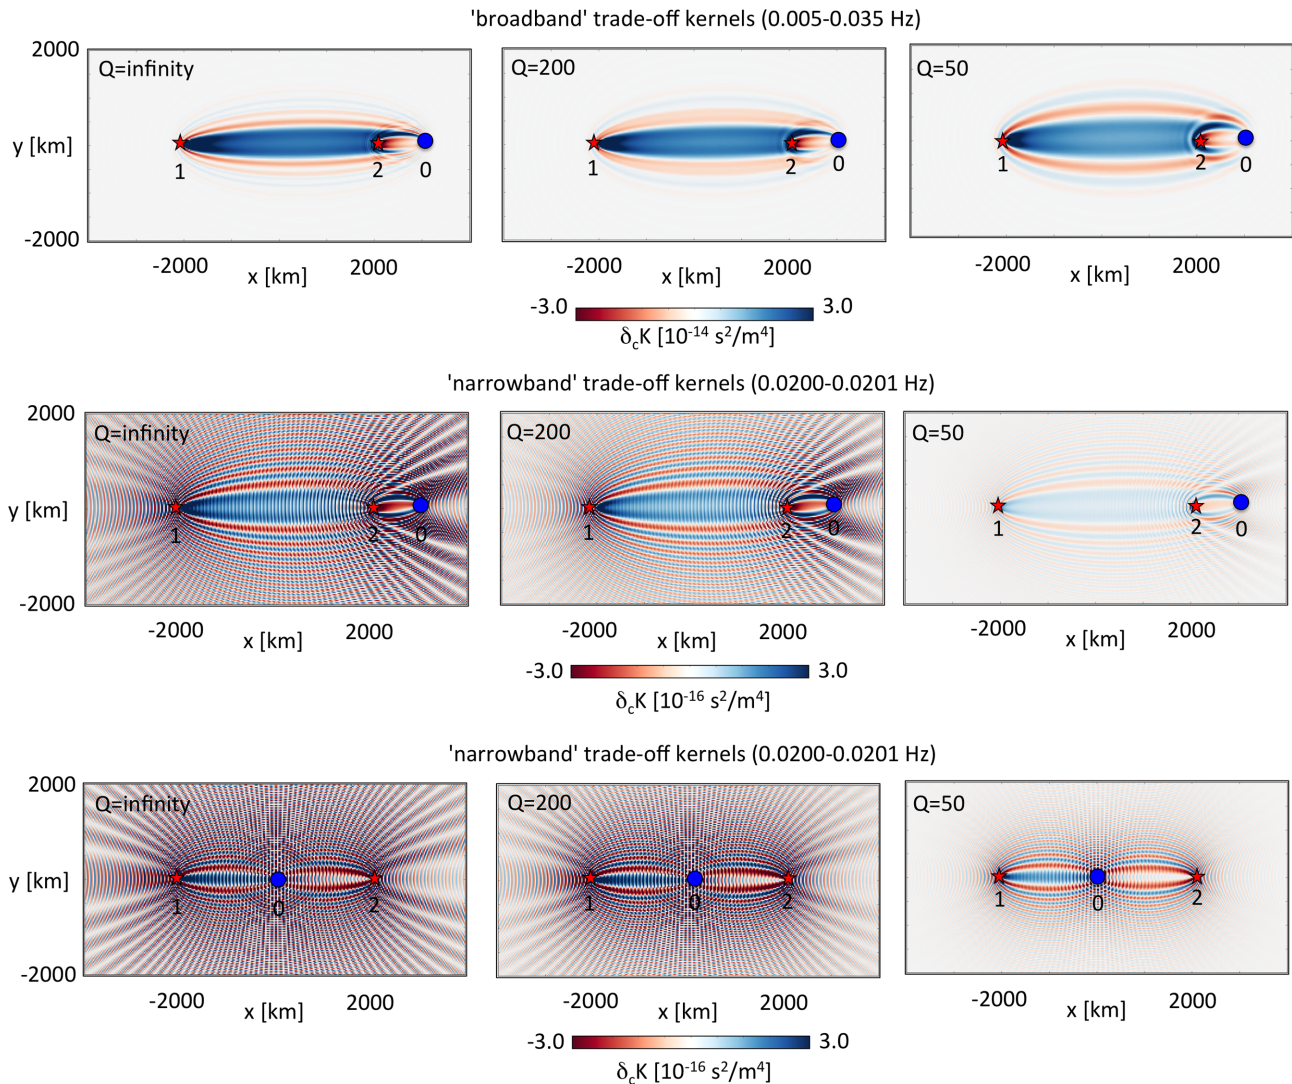 'broadband' trade-off kernels (0.005-0.035 Hz)
2000
Q=infinity
Q=200
Q=50
y [km]
1 2 0
1 2 0
1 2 0
-2000
-2000 2000
-2000 2000
-2000 2000
x [km]
x [km]
x [km]
-3.0 3.0
δcK [10-14 s2/m4]
'narrowband' trade-off kernels (0.0200-0.0201 Hz)
2000
Q=infinity
Q=200
Q=50
y [km]
1 2 0
1 2 0
1 2 0
-2000
-2000 2000
-2000 2000
-2000 2000
x [km]
x [km]
x [km]
-3.0 3.0
δcK [10-16 s2/m4]
'narrowband' trade-off kernels (0.0200-0.0201 Hz)
2000
Q=infinity
Q=200
Q=50
y [km]
1 0 2
1 0 2
1 0 2
-2000
-2000 2000
-2000 2000
-2000 2000
x [km]
x [km]
x [km]
-3.0 3.0
δcK [10-16 s2/m4]